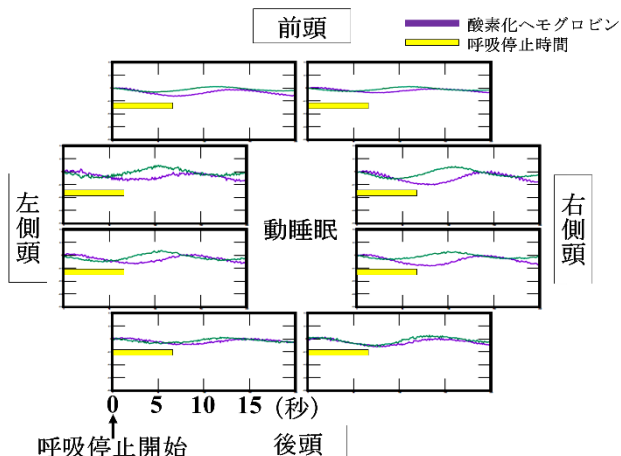 前頭
酸素化ヘモグロビン
呼吸停止時間
左側頭
動睡眠
右側頭
0 5 10 15 (秒)
呼吸停止開始
後頭